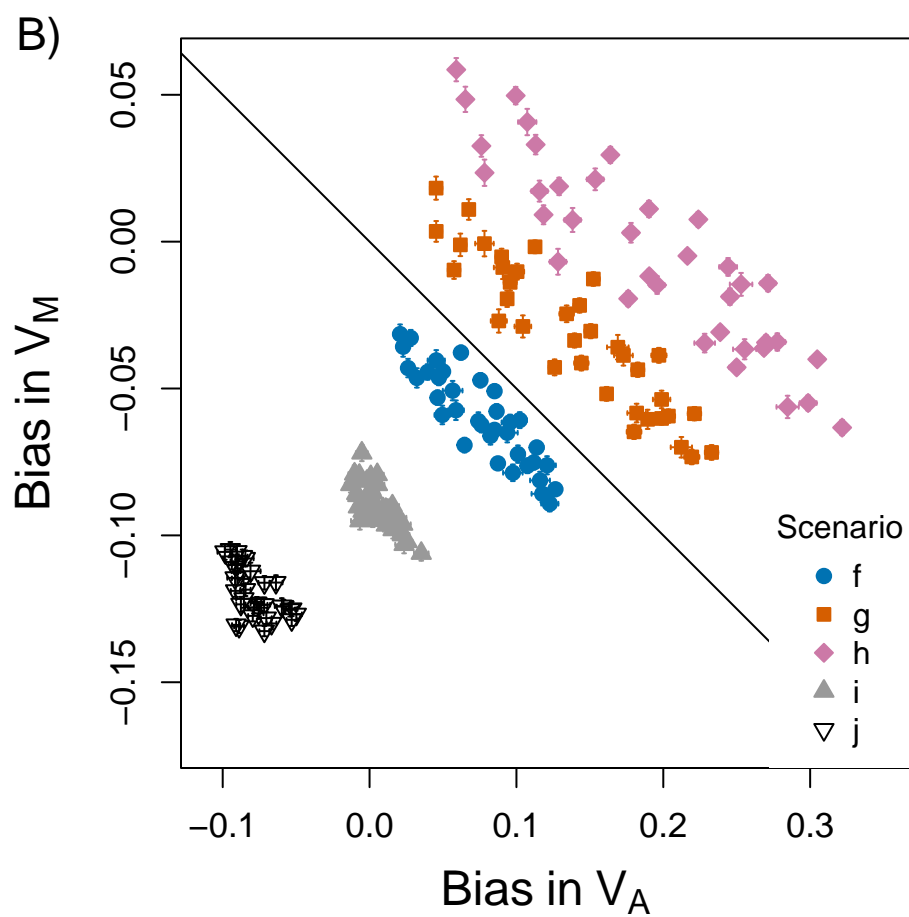 B)
Bias in V_M
0.05
0.00
−0.05
−0.10
−0.15
Scenario
f
g
h
i
j
−0.1
0.0
0.1
0.2
0.3
Bias in V_A